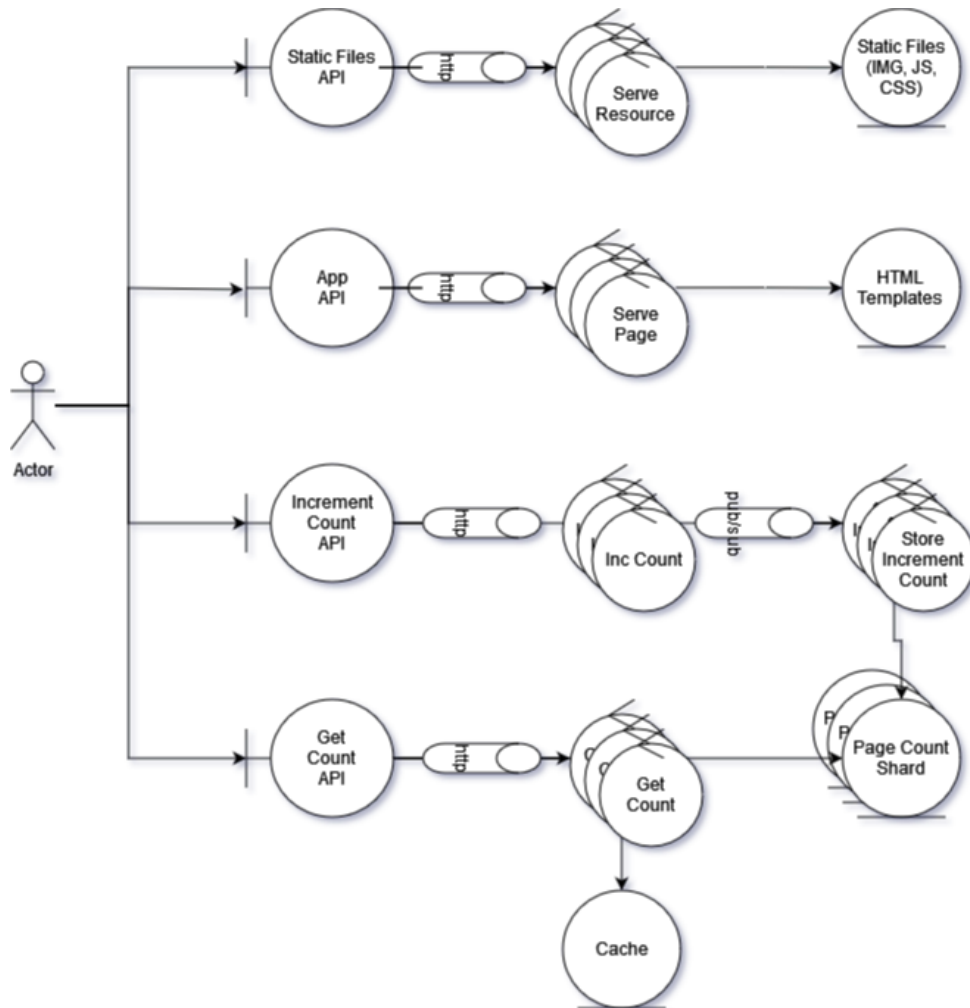 Static Files
API
http
Serve
Resource
Static Files
(IMG, JS,
CSS)
App
API
http
Serve
Page
HTML
Templates
Actor
Increment
Count
API
http
Inc Count
pub/sub
Store
Increment
Count
Get
Count
API
http
Get
Count
Page Count
Shard
Cache